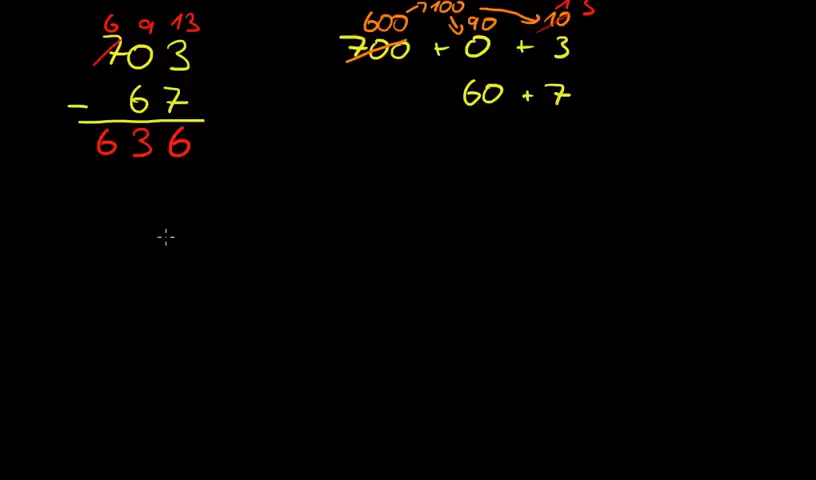 6 9 13
703
- 67
636
100 10 13
600 90
700 + 0 + 3
60 + 7